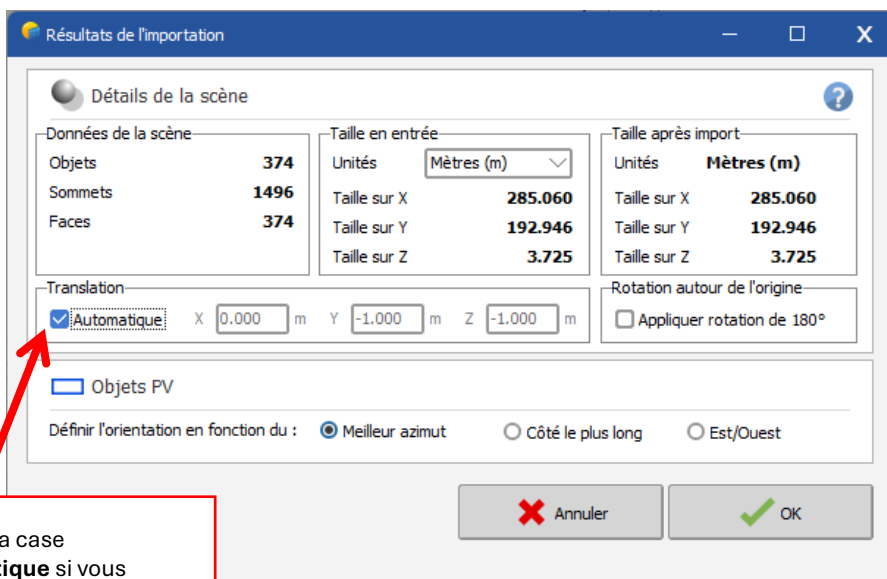 Résultats de l'importation
Détails de la scène
Données de la scène
Objets 374
Sommets 1496
Faces 374
Taille en entrée
Unités Mètres (m)
Taille sur X 285.060
Taille sur Y 192.946
Taille sur Z 3.725
Taille après import
Unités Mètres (m)
Taille sur X 285.060
Taille sur Y 192.946
Taille sur Z 3.725
Translation
Automatique X 0.000 m Y -1.000 m Z -1.000 m
Rotation autour de l'origine
Appliquer rotation de 180°
Objets PV
Définir l'orientation en fonction du : Meilleur azimut Côté le plus long Est/Ouest
Annuler OK
a case
tique si vous